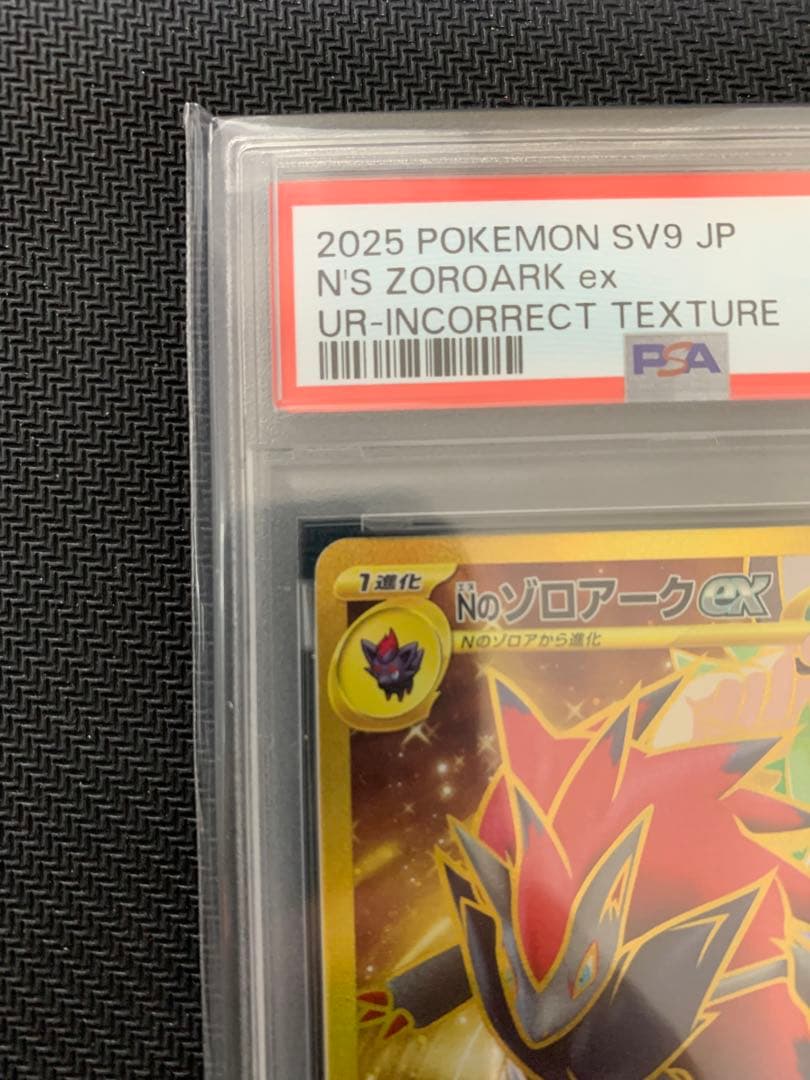 2025 POKEMON SV9 JP
N'S ZOROARK ex
UR-INCORRECT TEXTURE
PSA
1進化
NのゾロアークeX
Nのゾロアから進化